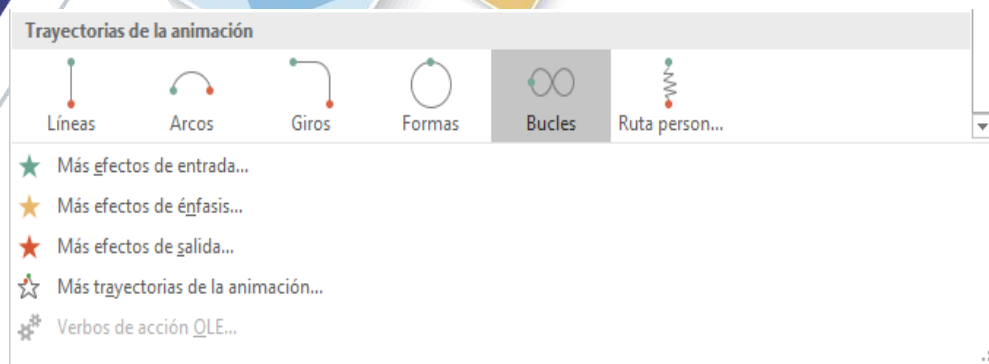 Trayectorias de la animación
Líneas Arcos Giros Formas Bucles Ruta person...
Más efectos de entrada...
Más efectos de énfasis...
Más efectos de salida...
Más trayectorias de la animación...
Verbos de acción OLE...